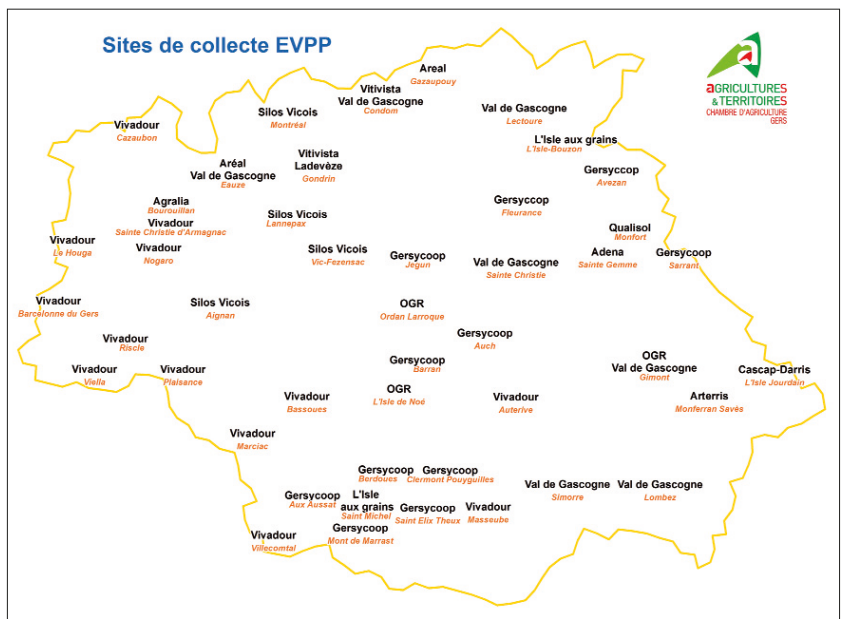 Sites de collecte EVPP
aGRICULTURES
& TERRITOIRES
CHAMBRE D'AGRICULTURE
GERS
Areal
Gazaupouy
Vitivista
Val de Gascogne
Condom
Val de Gascogne
Lectoure
Silos Vicois
Montréal
Vivadour
Cazaubon
L'Isle aux grains
L'Isle-Bouzon
Vitivista
Ladevèze
Gondrin
Aréal
Val de Gascogne
Eauze
Gersyccop
Avezan
Agralia
Bourouillan
Gersyccop
Fleurance
Silos Vicois
Lannepax
Vivadour
Sainte Christie d'Armagnac
Qualisol
Monfort
Vivadour
Le Houga
Vivadour
Nogaro
Silos Vicois
Vic-Fezensac
Gersycoop
Jegun
Val de Gascogne
Sainte Christie
Adena
Sainte Gemme
Gersycoop
Sarrant
Vivadour
Barcelonne du Gers
Silos Vicois
Aignan
OGR
Ordan Larroque
Vivadour
Riscle
Gersycoop
Auch
Gersycoop
Barran
OGR
Val de Gascogne
Gimont
Vivadour
Viella
Vivadour
Plaisance
Cascap-Darris
L'Isle Jourdain
Vivadour
Bassoues
OGR
L'Isle de Noé
Vivadour
Auterive
Arterris
Monferran Savès
Vivadour
Marciac
Gersycoop
Berdoues
Gersycoop
Clermont Pouyguilles
Val de Gascogne
Simorre
Val de Gascogne
Lombez
Gersycoop
Aux Aussat
L'Isle
aux grains
Saint Michel
Gersycoop
Saint Elix Theux
Vivadour
Masseube
Vivadour
Villecomtal
Gersycoop
Mont de Marrast